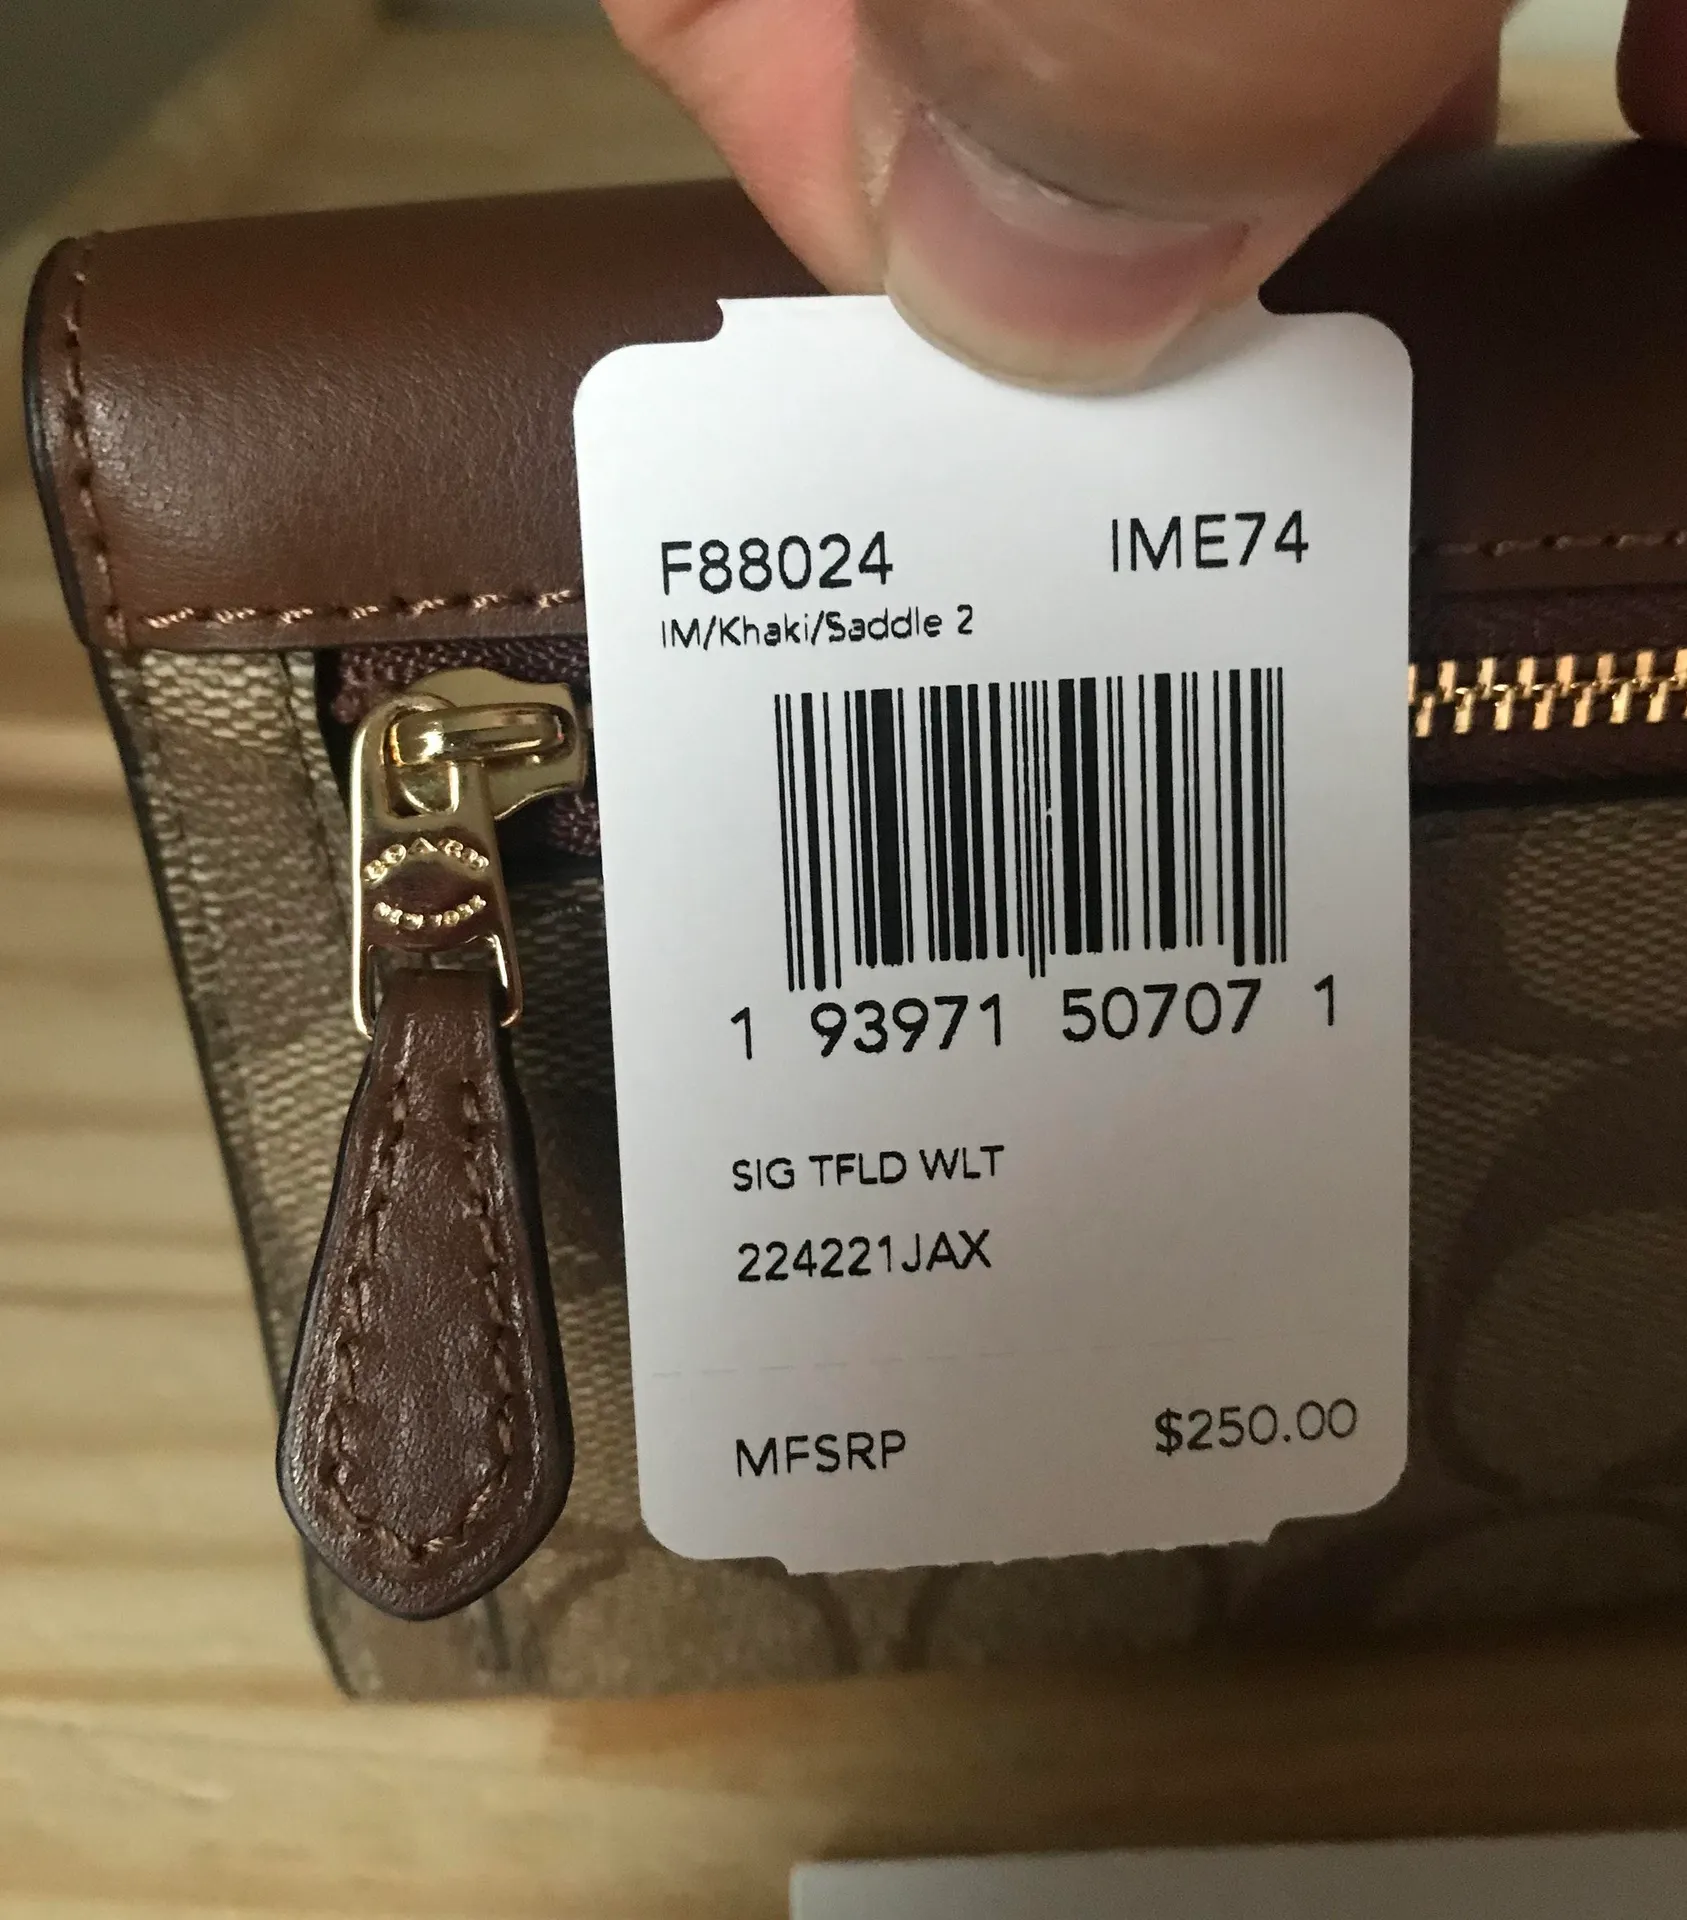 F88024 IME74
IM/Khaki/Saddle 2
1 93971 50707 1
SIG TFLD WLT
224221JAX
MFSRP $250.00
COACH
NEW YORK